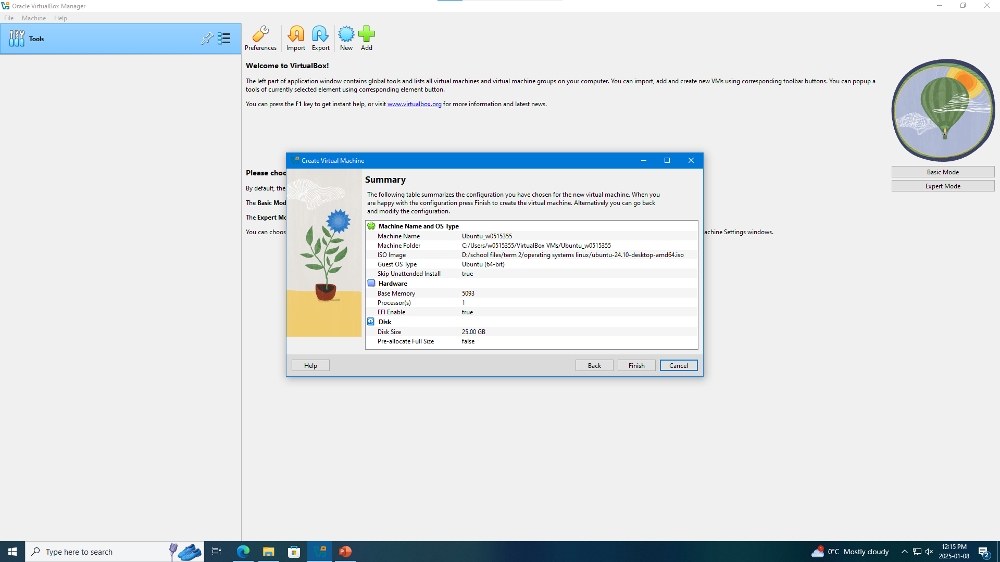 Oracle VirtualBox Manager
File Machine Help
Tools
Preferences Import Export New Add
Welcome to VirtualBox!
The left part of application window contains global tools and lists all virtual machines and virtual machine groups on your computer. You can import, add and create new VMs using corresponding toolbar buttons. You can popup a
tools of currently selected element using corresponding element button.
You can press the F1 key to get instant help, or visit www.virtualbox.org for more information and latest news.
Please choo
By default, the
The Basic Mod
The Expert Mo
You can choos
achine Settings windows.
Basic Mode
Expert Mode
Create Virtual Machine
Summary
The following table summarizes the configuration you have chosen for the new virtual machine. When you
are happy with the configuration press Finish to create the virtual machine. Alternatively you can go back
and modify the configuration.
Machine Name and OS Type
Machine Name Ubuntu_w0515355
Machine Folder C:/Users/w0515355/VirtualBox VMs/Ubuntu_w0515355
ISO Image D:/school files/term 2/operating systems linux/ubuntu-24.10-desktop-amd64.iso
Guest OS Type Ubuntu (64-bit)
Skip Unattended Install true
Hardware
Base Memory 5093
Processor(s) 1
EFI Enable true
Disk
Disk Size 25.00 GB
Pre-allocate Full Size false
Help Back Finish Cancel
Type here to search
P
1
0°C Mostly cloudy
12:15 PM
2025-01-08
2